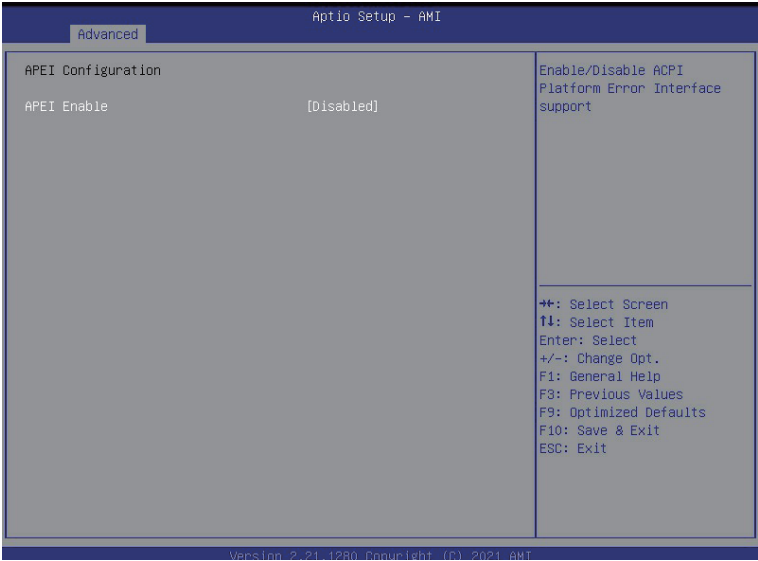 Aptio Setup – AMI
Advanced
APEI Configuration
APEI Enable [Disabled]
Enable/Disable ACPI
Platform Error Interface
support
→←: Select Screen
↑↓: Select Item
Enter: Select
+/-: Change Opt.
F1: General Help
F3: Previous Values
F9: Optimized Defaults
F10: Save & Exit
ESC: Exit
Version 2.21.1280 Copyright (C) 2021 AMI